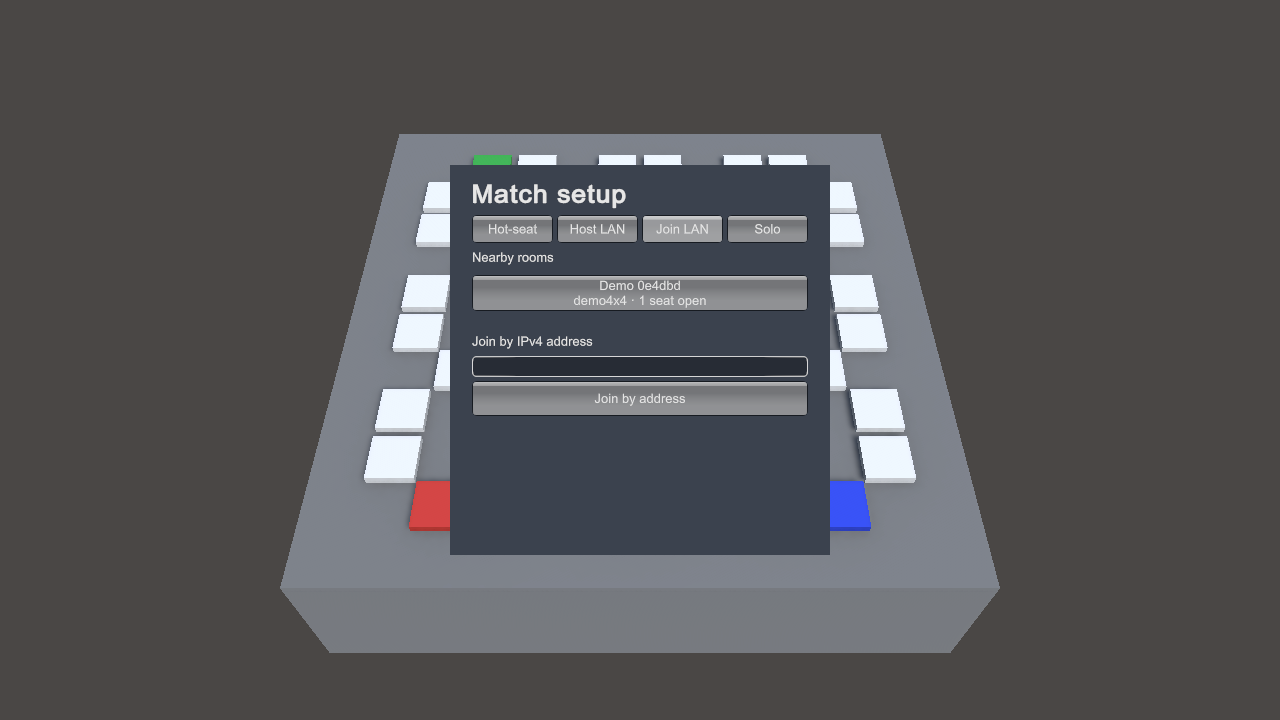 Match setup
Hot-seat
Host LAN
Join LAN
Solo
Nearby rooms
Demo 0e4dbd
demo4x4 · 1 seat open
Join by IPv4 address
Join by address